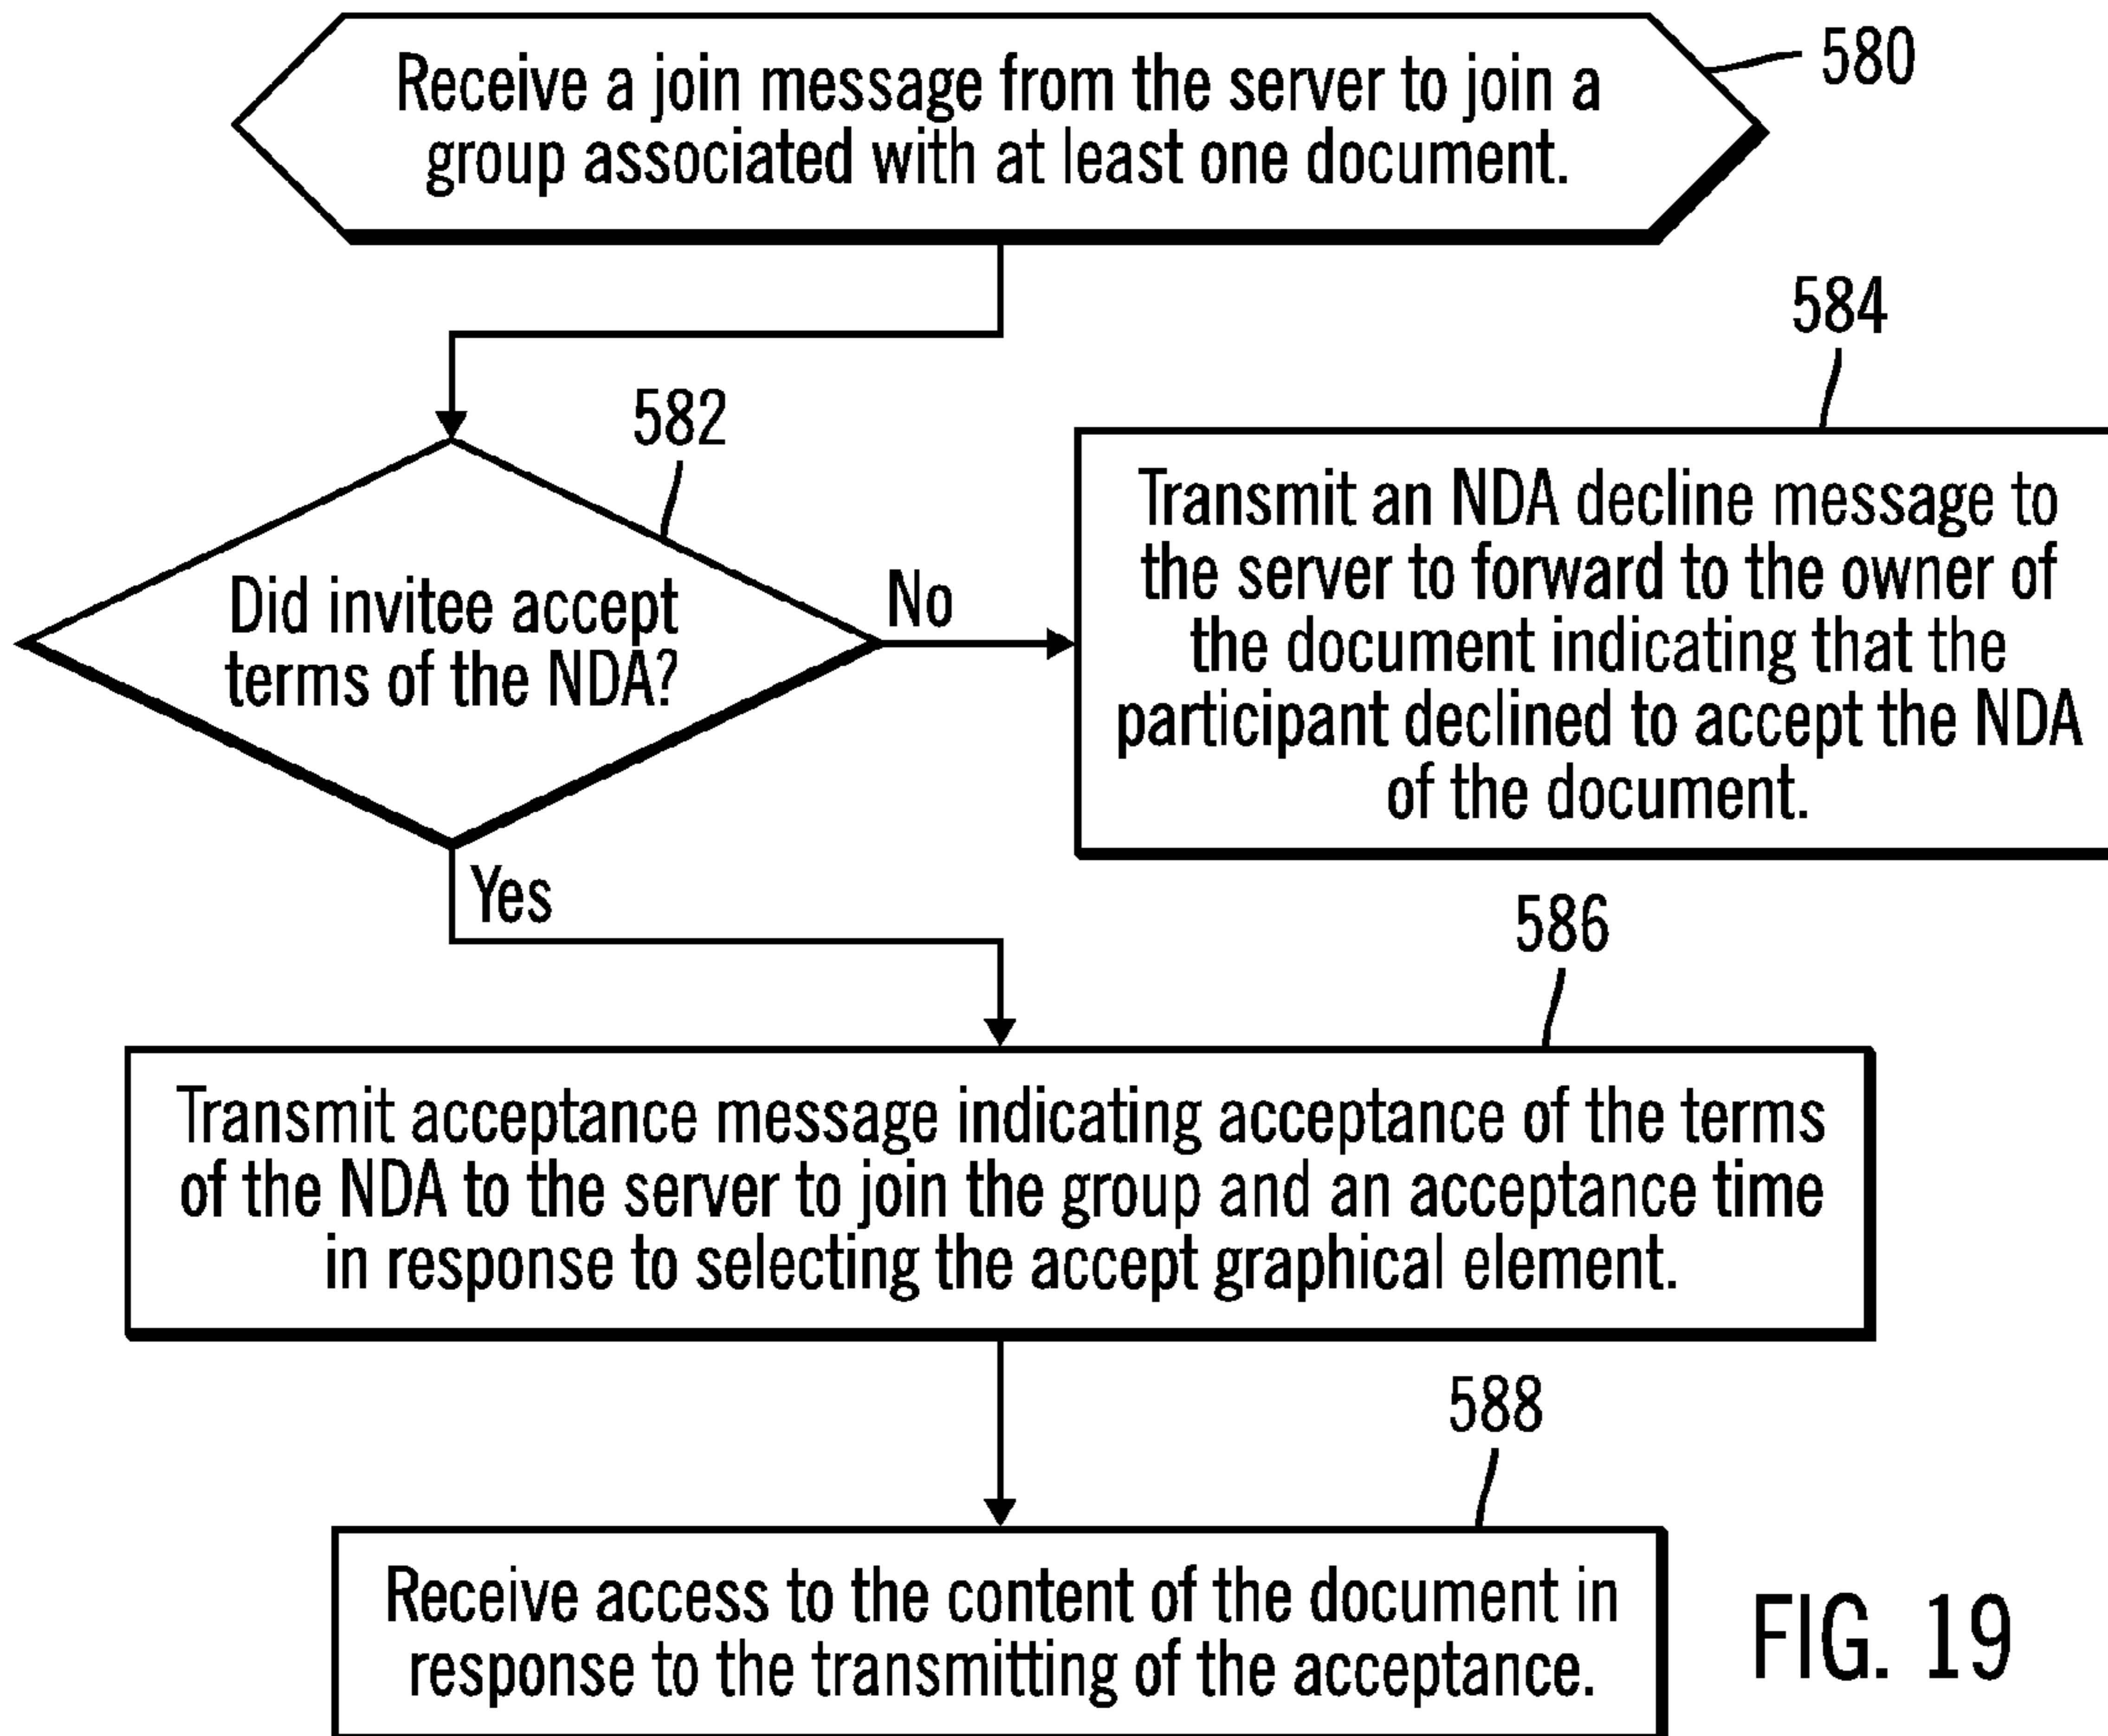 Receive a join message from the server to join a
group associated with at least one document.
580
582
Did invitee accept
terms of the NDA?
No
Yes
584
Transmit an NDA decline message to
the server to forward to the owner of
the document indicating that the
participant declined to accept the NDA
of the document.
586
Transmit acceptance message indicating acceptance of the terms
of the NDA to the server to join the group and an acceptance time
in response to selecting the accept graphical element.
588
Receive access to the content of the document in
response to the transmitting of the acceptance.
FIG. 19